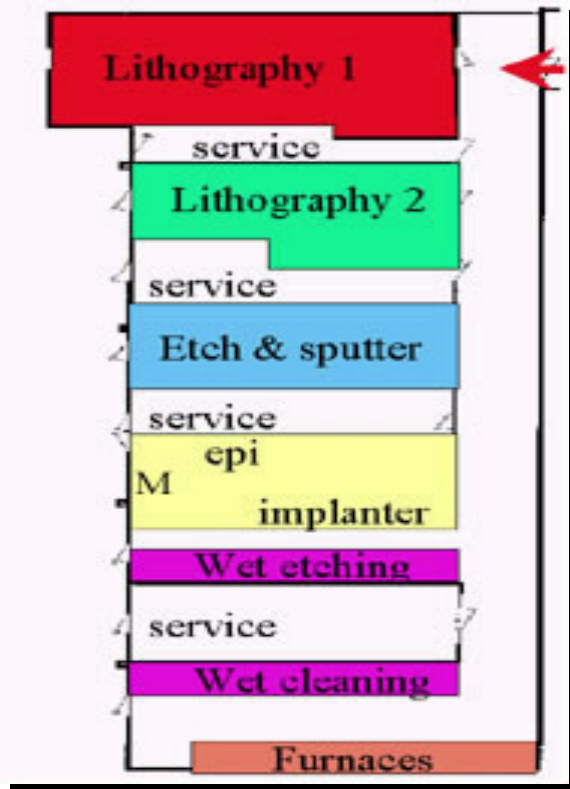 Lithography 1
service
Lithography 2
service
Etch & sputter
service
epi
M
implanter
Wet etching
service
Wet cleaning
Furnaces